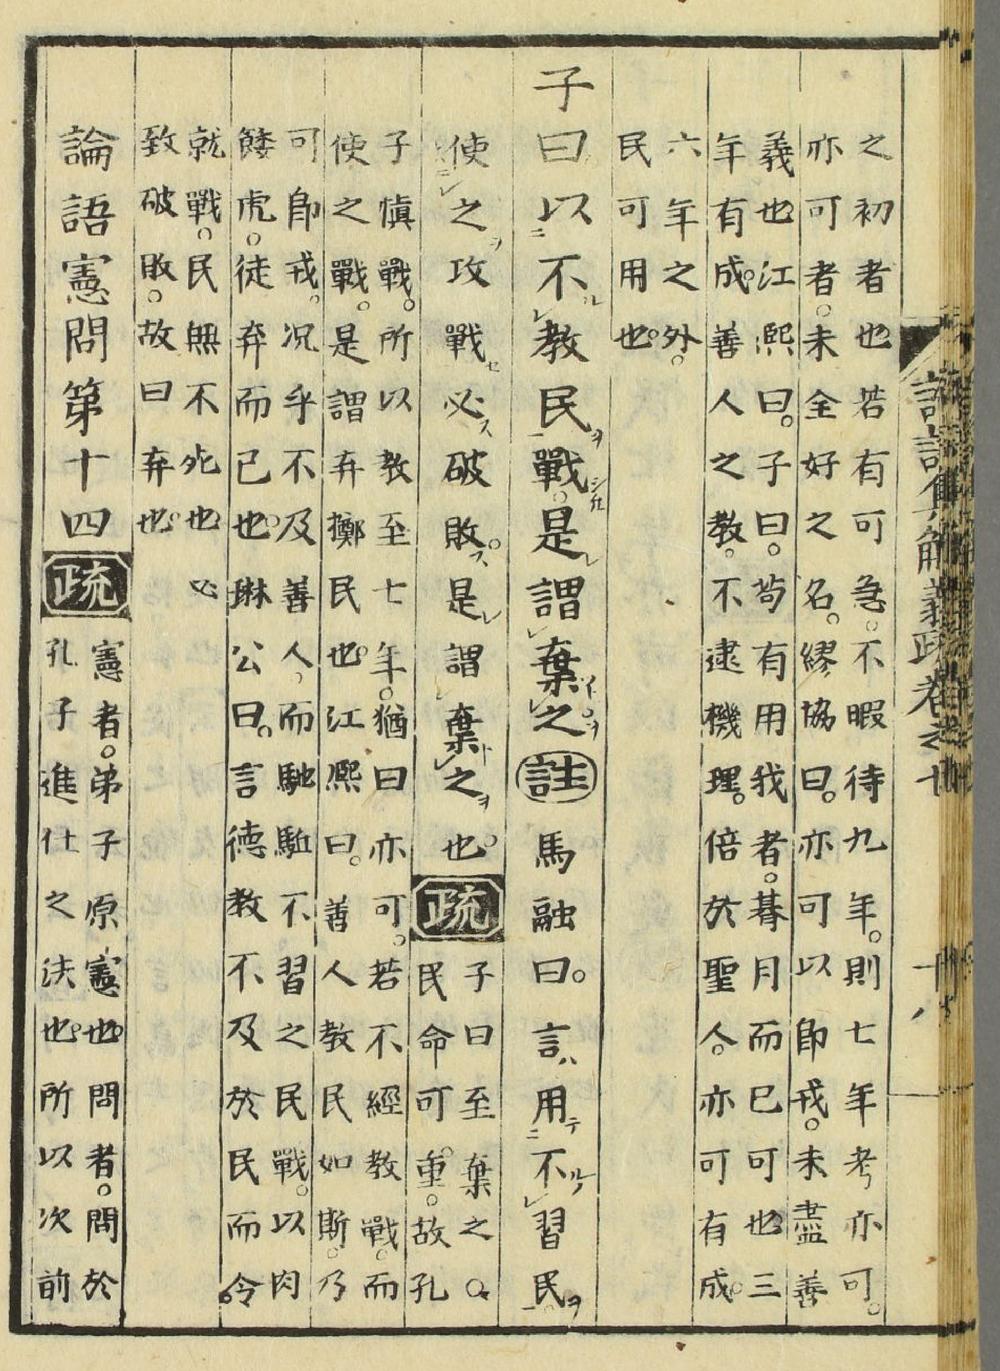 之初者也若有可急。不暇待九年。則七年考亦可。
亦可者。未全好之名。繆協曰。亦可以即戎。未盡善
義也江熙曰。子曰。苟有用我者。朞月而已可也三
年有成。善人之教。不逮機理。倍於聖人。亦可有成。
六年之外。
民可用也。
子曰以不教民戰。是謂棄之註馬融曰。言用不習民
使之攻戰必破敗。是謂棄之也。疏
子曰至棄之。
民命可重。故孔
子愼戰。所以教至七年。猶曰亦可。若不經教戰。而
使之戰。是謂弃擲民也。江熙曰。善人教民如斯。乃
可即戎。况乎不及善人。而馳駈不習之民戰。以肉
餧虎。徒弃而已也。琳公曰。言德教不及於民而令
就戰。民無不死也必
致破敗。故曰弃也。
論語憲問第十四疏
憲者。弟子原憲也。問者。問於
孔子進仕之法也。所以次前